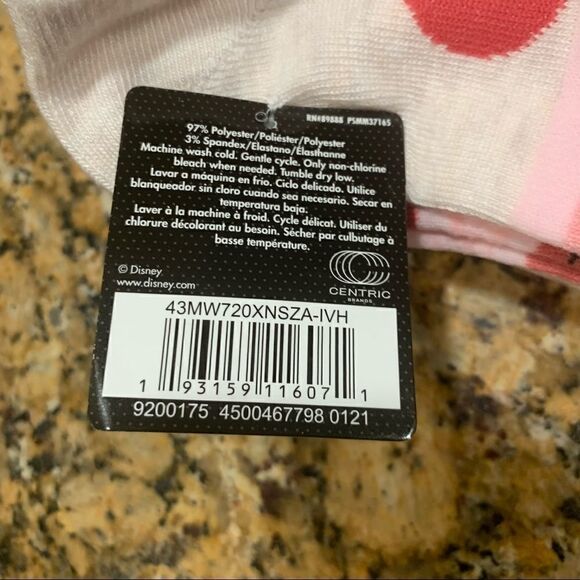 RN#89888 PSMM37165
97% Polyester/Poliéster/Polyester
3% Spandex/Elastano/Élasthanne
Machine wash cold. Gentle cycle. Only non-chlorine
bleach when needed. Tumble dry low.
Lavar a máquina en frio. Ciclo delicado. Utilice
blanqueador sin cloro cuando sea necesario. Secar en
temperatura baja.
Laver à la machine à froid. Cycle délicat. Utiliser du
chlorure décolorant au besoin. Sécher par culbutage à
basse température.
© Disney
www.disney.com
CENTRIC
BRANDS
43MW720XNSZA-IVH
1 93159 11607 1
9200175 4500467798 0121